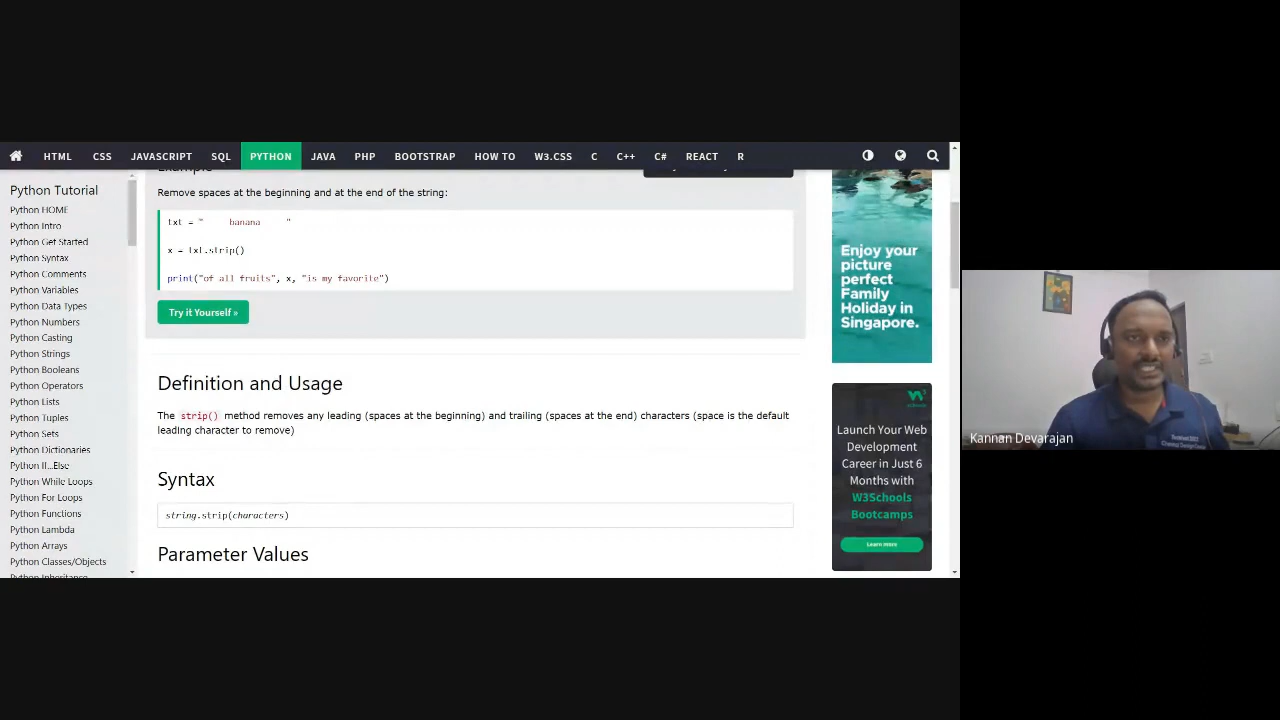 HTML CSS JAVASCRIPT SQL PYTHON JAVA PHP BOOTSTRAP HOW TO W3.CSS C C++ C# REACT R
Python Tutorial
Python HOME
Python Intro
Python Get Started
Python Syntax
Python Comments
Python Variables
Python Data Types
Python Numbers
Python Casting
Python Strings
Python Booleans
Python Operators
Python Lists
Python Tuples
Python Sets
Python Dictionaries
Python If...Else
Python While Loops
Python For Loops
Python Functions
Python Lambda
Python Arrays
Python Classes/Objects
Python Inheritance
Example
Remove spaces at the beginning and at the end of the string:
txt = "     banana     "
x = txt.strip()
print("of all fruits", x, "is my favorite")
Try it Yourself »
Definition and Usage
The strip() method removes any leading (spaces at the beginning) and trailing (spaces at the end) characters (space is the default
leading character to remove)
Syntax
string.strip(characters)
Parameter Values
Enjoy your
picture
perfect
Family
Holiday in
Singapore.
Launch Your Web
Development
Career in Just 6
Months with
W3Schools
Bootcamps
Learn more
Kannan Devarajan